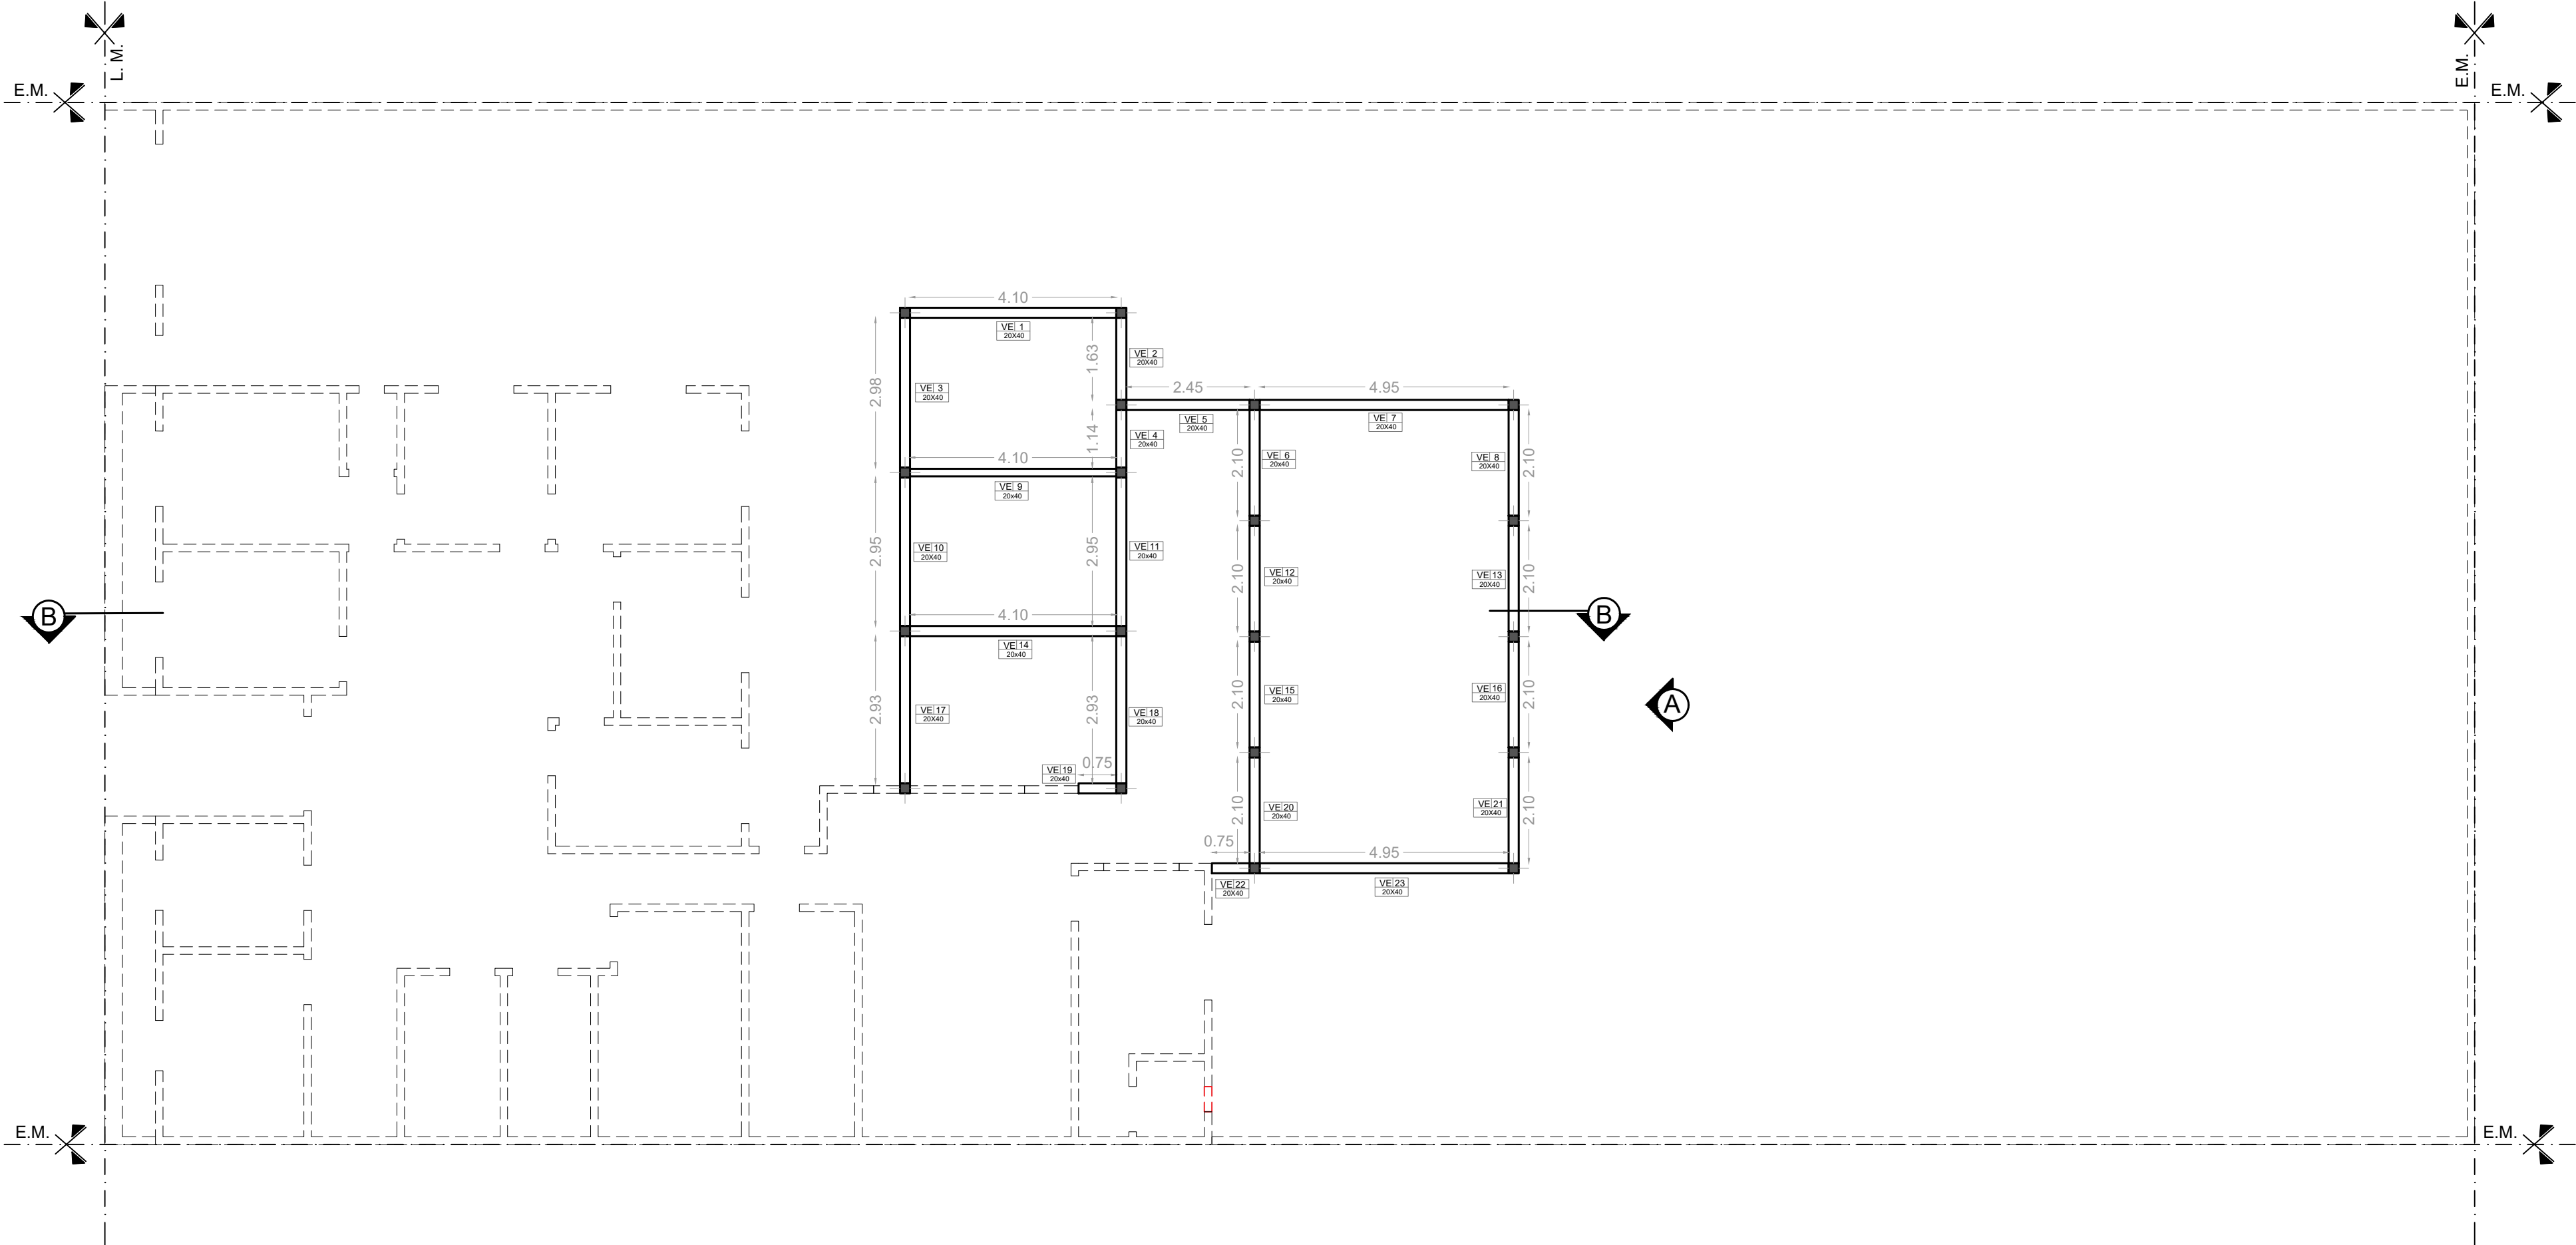 L. M.
E.M.
E.M.
E.M.
E.M.
4.10
VE 1
20X40
1.63
VE 2
20X40
2.98
VE 3
20X40
2.45
4.95
VE 5
20X40
VE 7
20X40
1.14
VE 4
20x40
4.10
2.10
VE 6
20x40
VE 8
20X40
2.10
VE 9
20x40
2.95
VE 10
20X40
2.95
VE 11
20x40
2.10
VE 12
20x40
VE 13
20X40
2.10
B
B
4.10
VE 14
20x40
2.93
VE 17
20X40
2.93
VE 18
20x40
2.10
VE 15
20x40
VE 16
20X40
2.10
A
0.75
VE 19
20x40
2.10
VE 20
20x40
VE 21
20X40
2.10
0.75
4.95
VE 22
20X40
VE 23
20X40
E.M.
E.M.